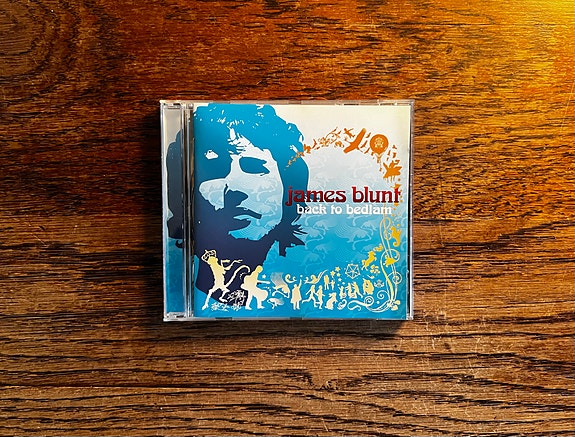 james blunt
back to bedlam